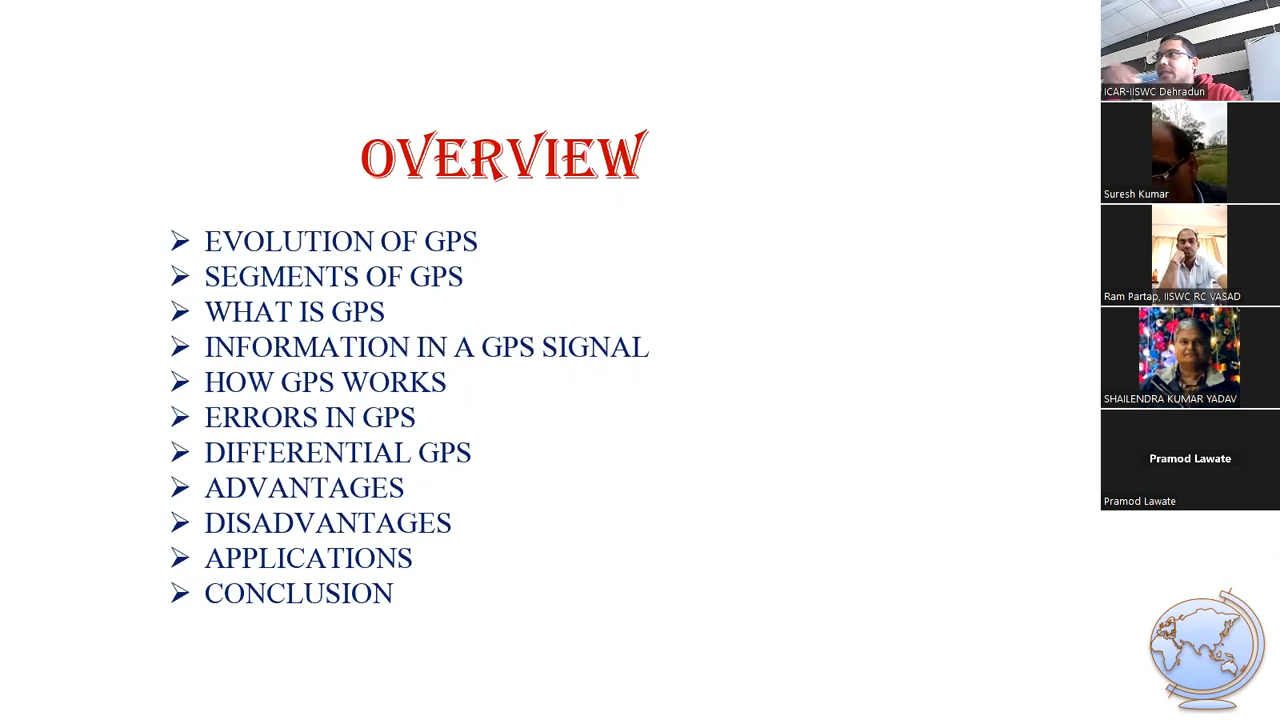 OVERVIEW
EVOLUTION OF GPS
SEGMENTS OF GPS
WHAT IS GPS
INFORMATION IN A GPS SIGNAL
HOW GPS WORKS
ERRORS IN GPS
DIFFERENTIAL GPS
ADVANTAGES
DISADVANTAGES
APPLICATIONS
CONCLUSION
ICAR-IISWC Dehradun
Suresh Kumar
Ram Partap, IISWC RC VASAD
SHAILENDRA KUMAR YADAV
Pramod Lawate
Pramod Lawate